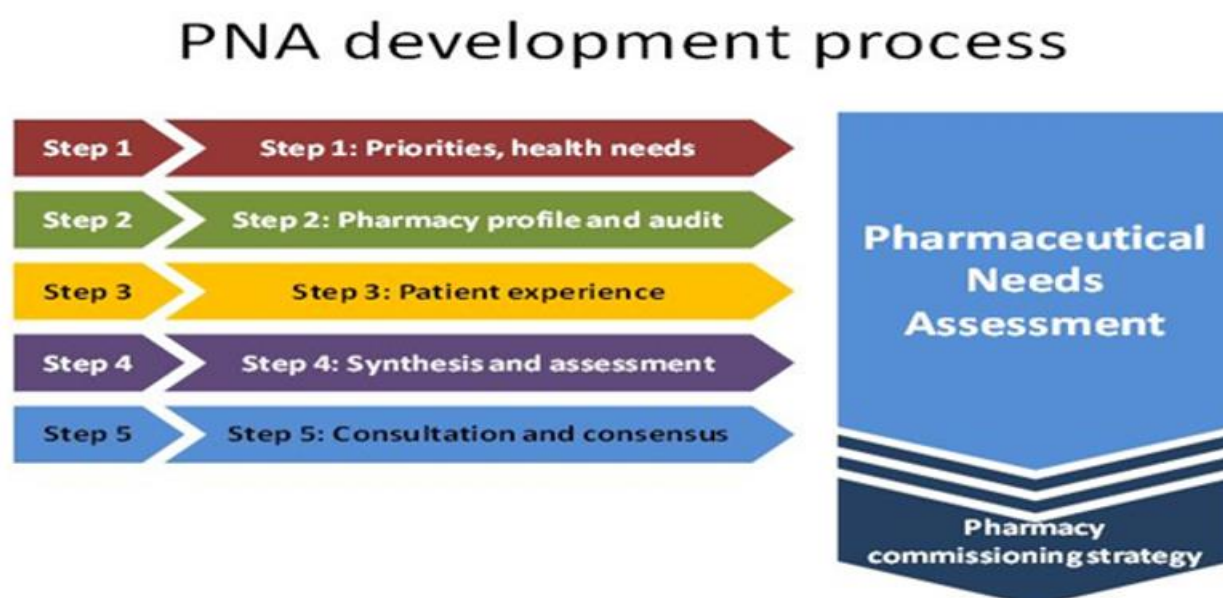 PNA development process
Step 1
Step 1: Priorities, health needs
Step 2
Step 2: Pharmacy profile and audit
Step 3
Step 3: Patient experience
Step 4
Step 4: Synthesis and assessment
Step 5
Step 5: Consultation and consensus
Pharmaceutical
Needs
Assessment
Pharmacy
commissioning strategy